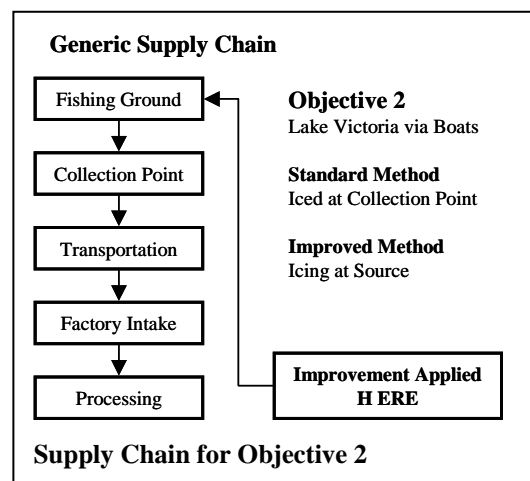 Generic Supply Chain
Fishing Ground
Collection Point
Transportation
Factory Intake
Processing
Objective 2
Lake Victoria via Boats
Standard Method
Iced at Collection Point
Improved Method
Icing at Source
Improvement Applied
H ERE
Supply Chain for Objective 2